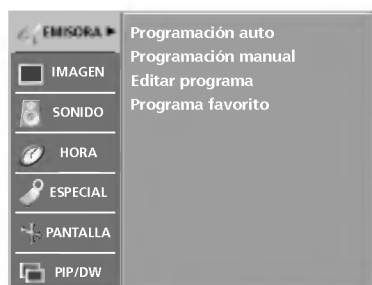 EMISORA
IMAGEN
SONIDO
HORA
ESPECIAL
PANTALLA
PIP/DW
Programación auto
Programación manual
Editar programa
Programa favorito